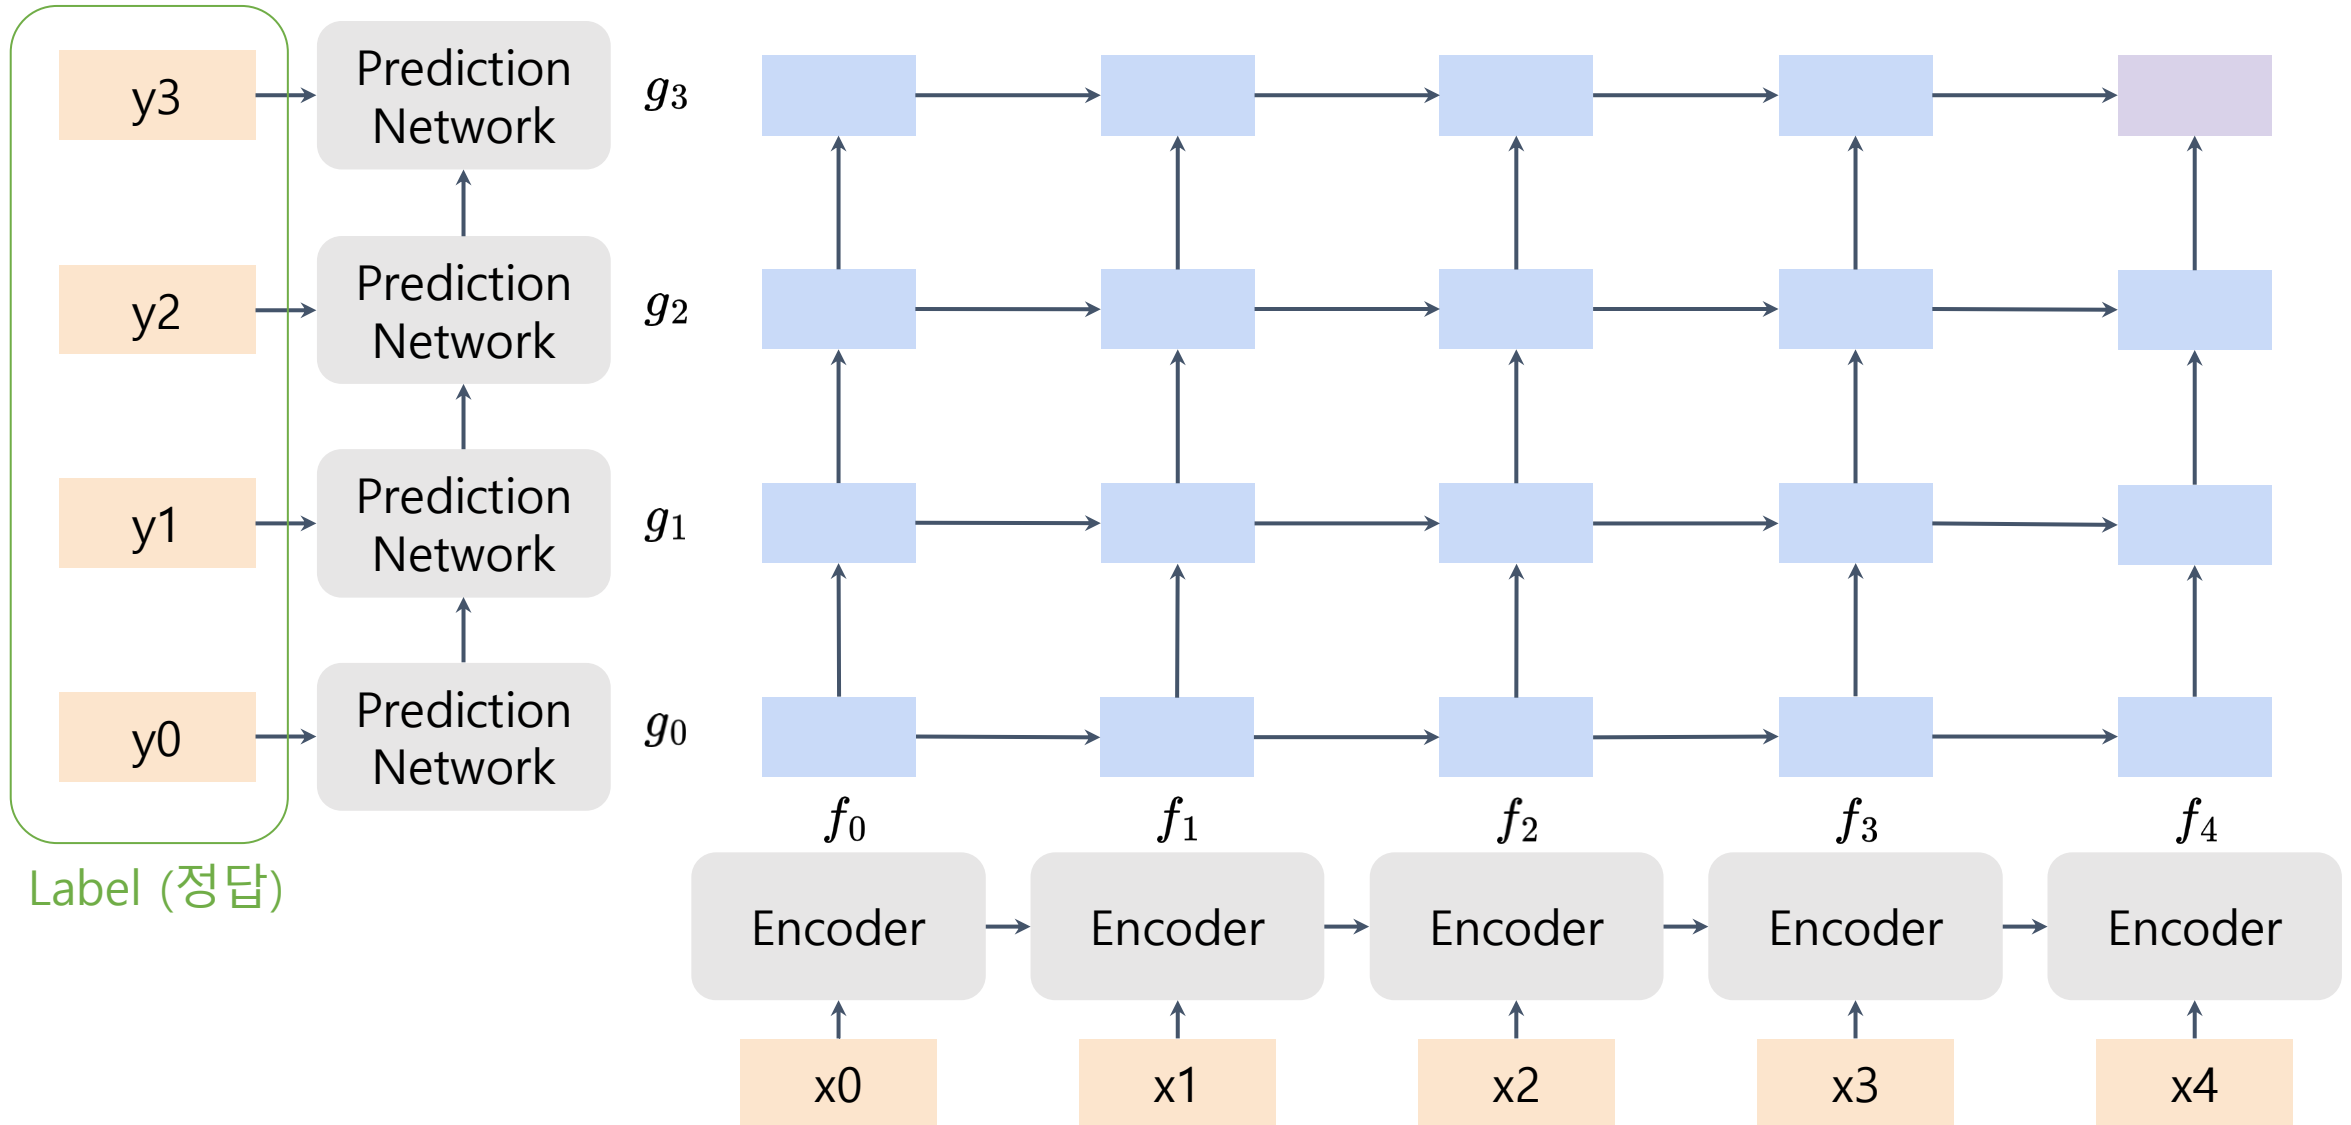 y3
Prediction
Network
g₃
y2
Prediction
Network
g₂
y1
Prediction
Network
g₁
y0
Prediction
Network
g₀
Label (정답)
f₀
f₁
f₂
f₃
f₄
Encoder
Encoder
Encoder
Encoder
Encoder
x0
x1
x2
x3
x4